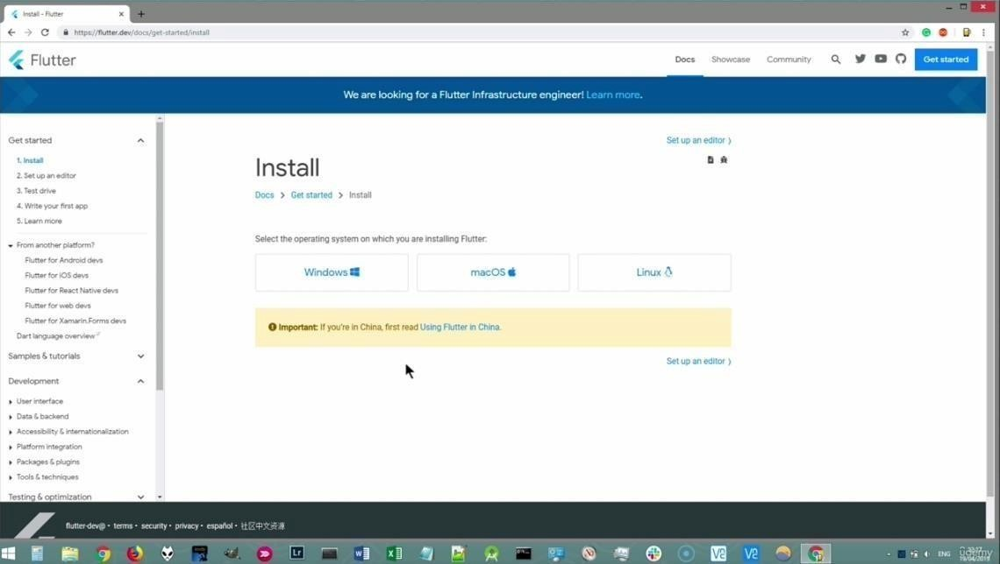 Install - Flutter
https://flutter.dev/docs/get-started/install
Flutter
Docs Showcase Community Get started
We are looking for a Flutter Infrastructure engineer! Learn more.
Get started
1. Install
2. Set up an editor
3. Test drive
4. Write your first app
5. Learn more
From another platform?
Flutter for Android devs
Flutter for iOS devs
Flutter for React Native devs
Flutter for web devs
Flutter for Xamarin.Forms devs
Dart language overview
Samples & tutorials
Development
User interface
Data & backend
Accessibility & internationalization
Platform integration
Packages & plugins
Tools & techniques
Testing & optimization
Set up an editor
Install
Docs Get started Install
Select the operating system on which you are installing Flutter:
Windows macOS Linux
Important: If you're in China, first read Using Flutter in China.
Set up an editor
flutter-dev@ • terms • security • privacy • español • 社区中文资源
Lr
ENG
19/04/2019
udemy